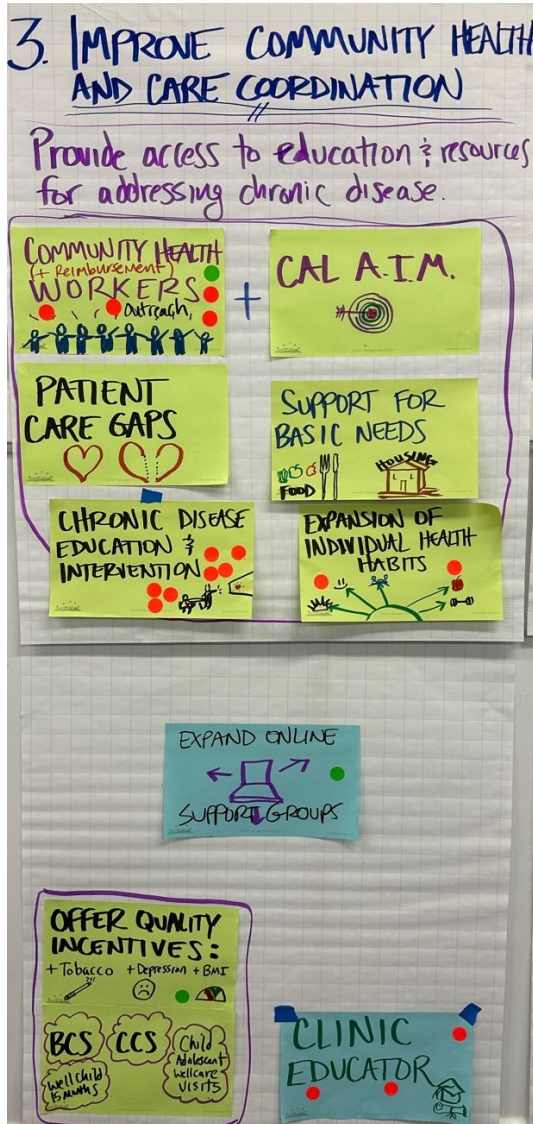 3. IMPROVE COMMUNITY HEALTH
AND CARE COORDINATION
Provide access to education & resources
for addressing chronic disease.
COMMUNITY HEALTH
(+ Reimbursement)
WORKERS
Outreach,
+
CAL A.I.M.
PATIENT
CARE GAPS
SUPPORT FOR
BASIC NEEDS
FOOD
HOUSING
CHRONIC DISEASE
EDUCATION &
INTERVENTION
EXPANSION OF
INDIVIDUAL HEALTH
HABITS
EXPAND ONLINE
SUPPORT GROUPS
OFFER QUALITY
INCENTIVES:
+Tobacco +Depression +BMI
BCS
CCS
Child
Adolescent
Wellcare
VISITS
Well Child
15 Months
CLINIC
EDUCATOR